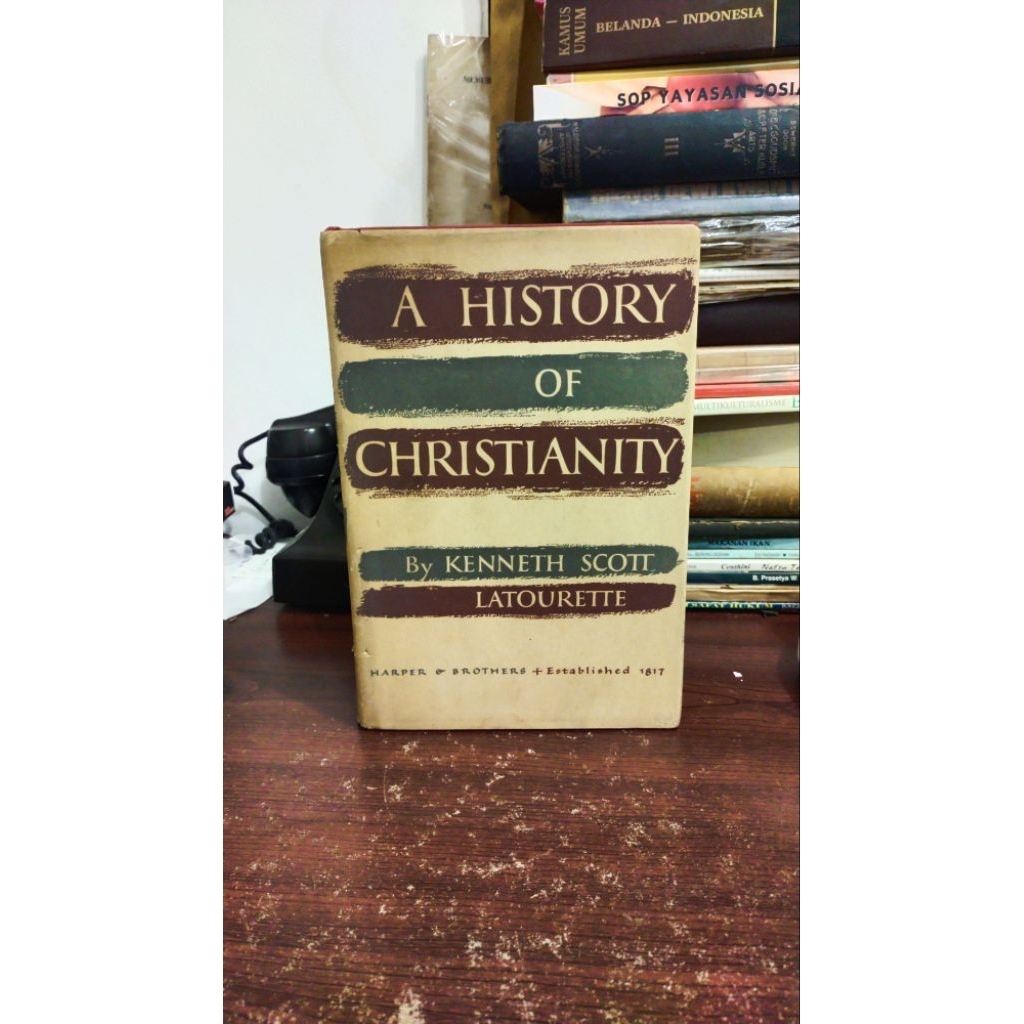 KAMUS
UMUM
BELANDA — INDONESIA
SOP YAYASAN SOSIA
III
A HISTORY
OF
CHRISTIANITY
By KENNETH SCOTT
LATOURETTE
HARPER & BROTHERS + Established 1817
MULTIKULTURALISME
MAKANAN IKAN
B. Prasetya W